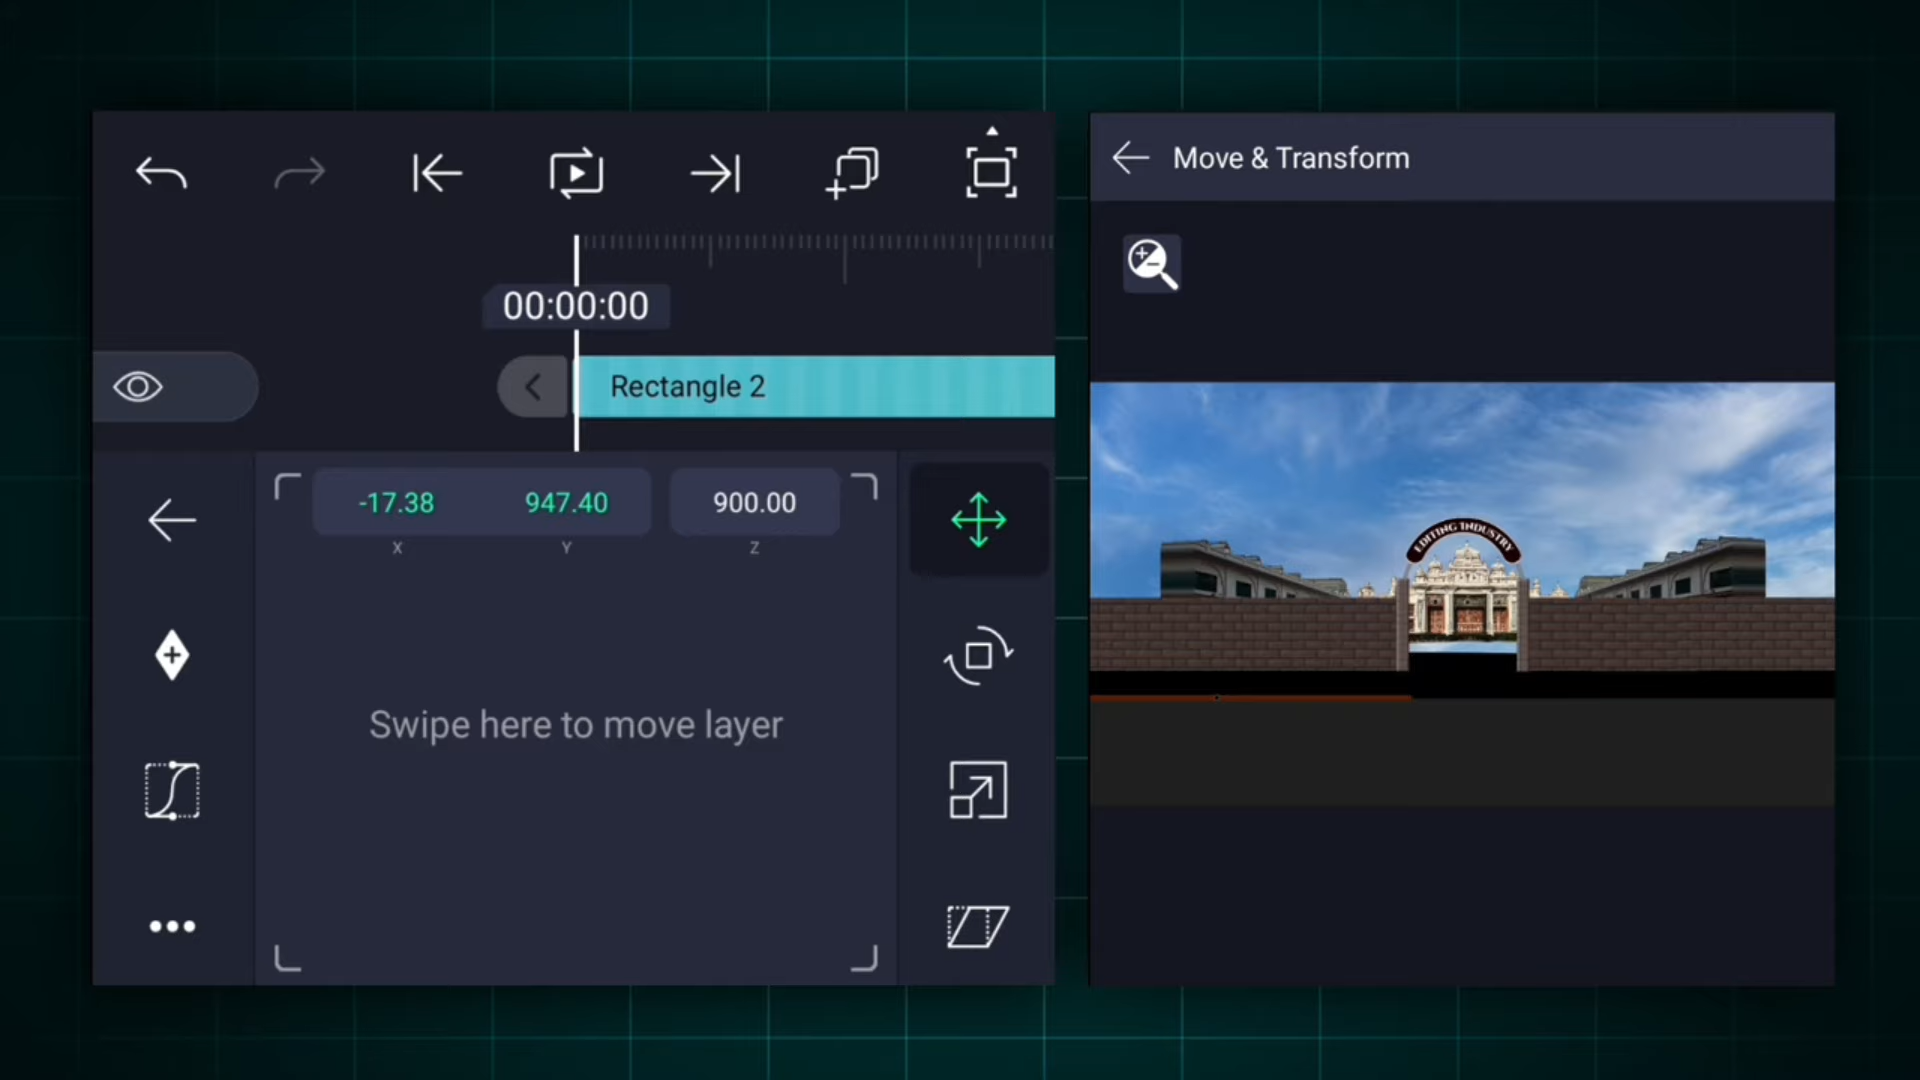 00:00:00
Rectangle 2
-17.38 947.40 900.00
X Y Z
Swipe here to move layer
Move & Transform
EDITING INDUSTRY